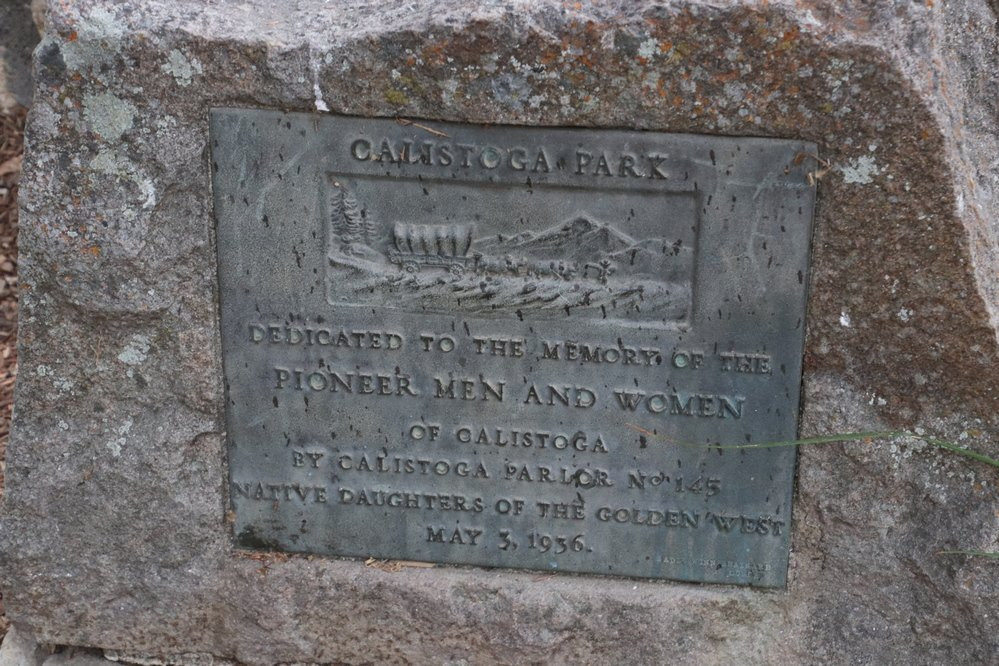 CALISTOGA PARK
DEDICATED TO THE MEMORY OF THE
PIONEER MEN AND WOMEN
OF CALISTOGA
BY CALISTOGA PARLOR No 145
NATIVE DAUGHTERS OF THE GOLDEN WEST
MAY 3, 1936.